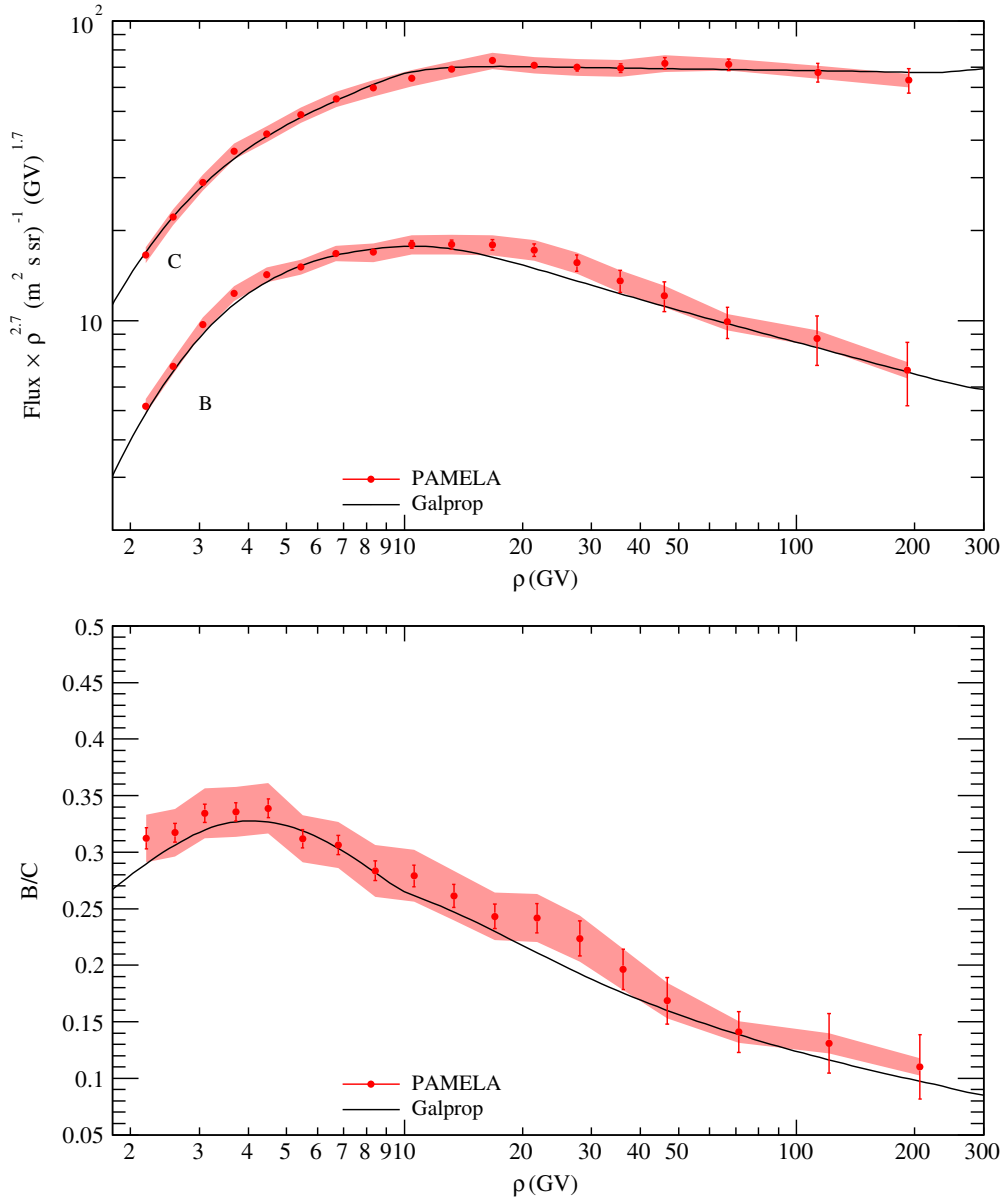 10^2
10
Flux × ρ^2.7 (m^2 s sr)^-1 (GV)^1.7
C
B
PAMELA
Galprop
2 3 4 5 6 7 8 9 10 20 30 40 50 100 200 300
ρ (GV)
0.5
0.45
0.4
0.35
0.3
0.25
0.2
0.15
0.1
0.05
B/C
PAMELA
Galprop
2 3 4 5 6 7 8 9 10 20 30 40 50 100 200 300
ρ (GV)